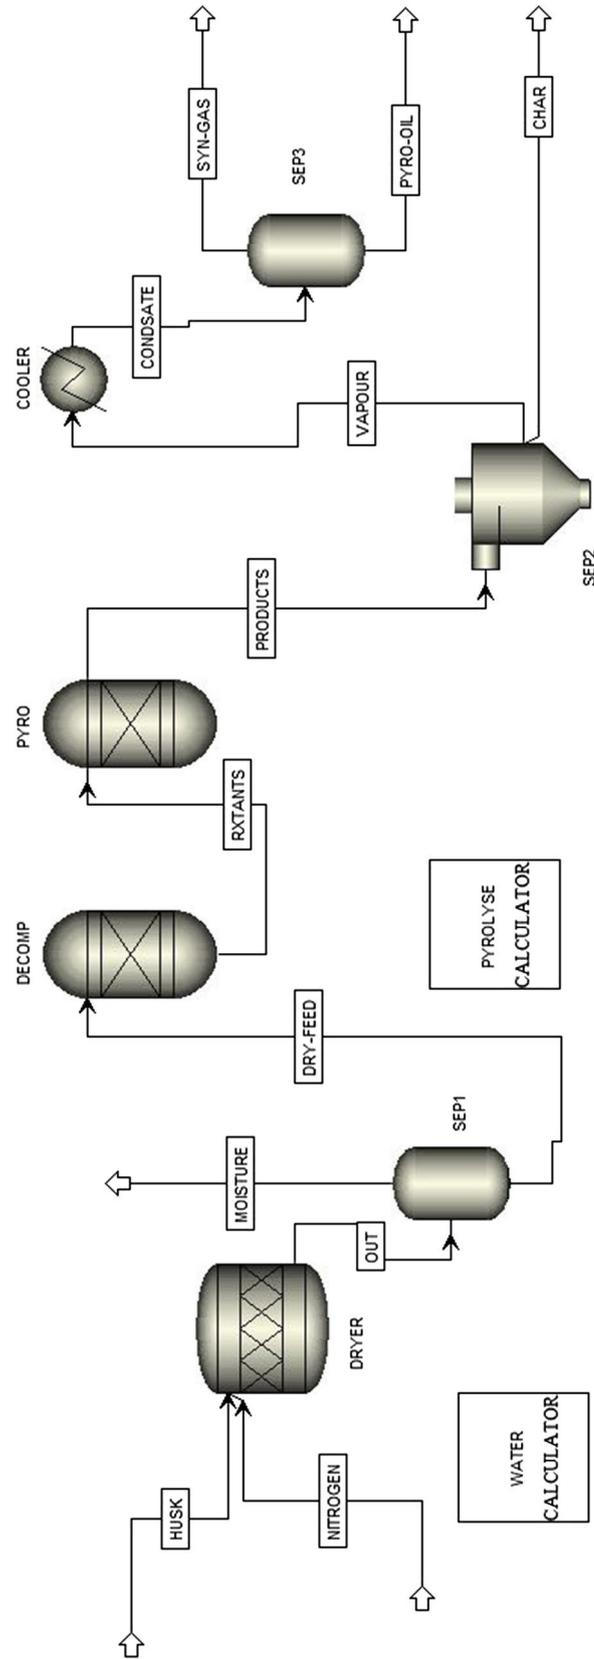 HUSK
NITROGEN
DRYER
WATER
CALCULATOR
OUT
MOISTURE
SEP1
DRY-FEED
DECOMP
PYROLYSE
CALCULATOR
RXTANTS
PYRO
PRODUCTS
SEP2
VAPOUR
COOLER
CONDSATE
SEP3
SYN-GAS
PYRO-OIL
CHAR